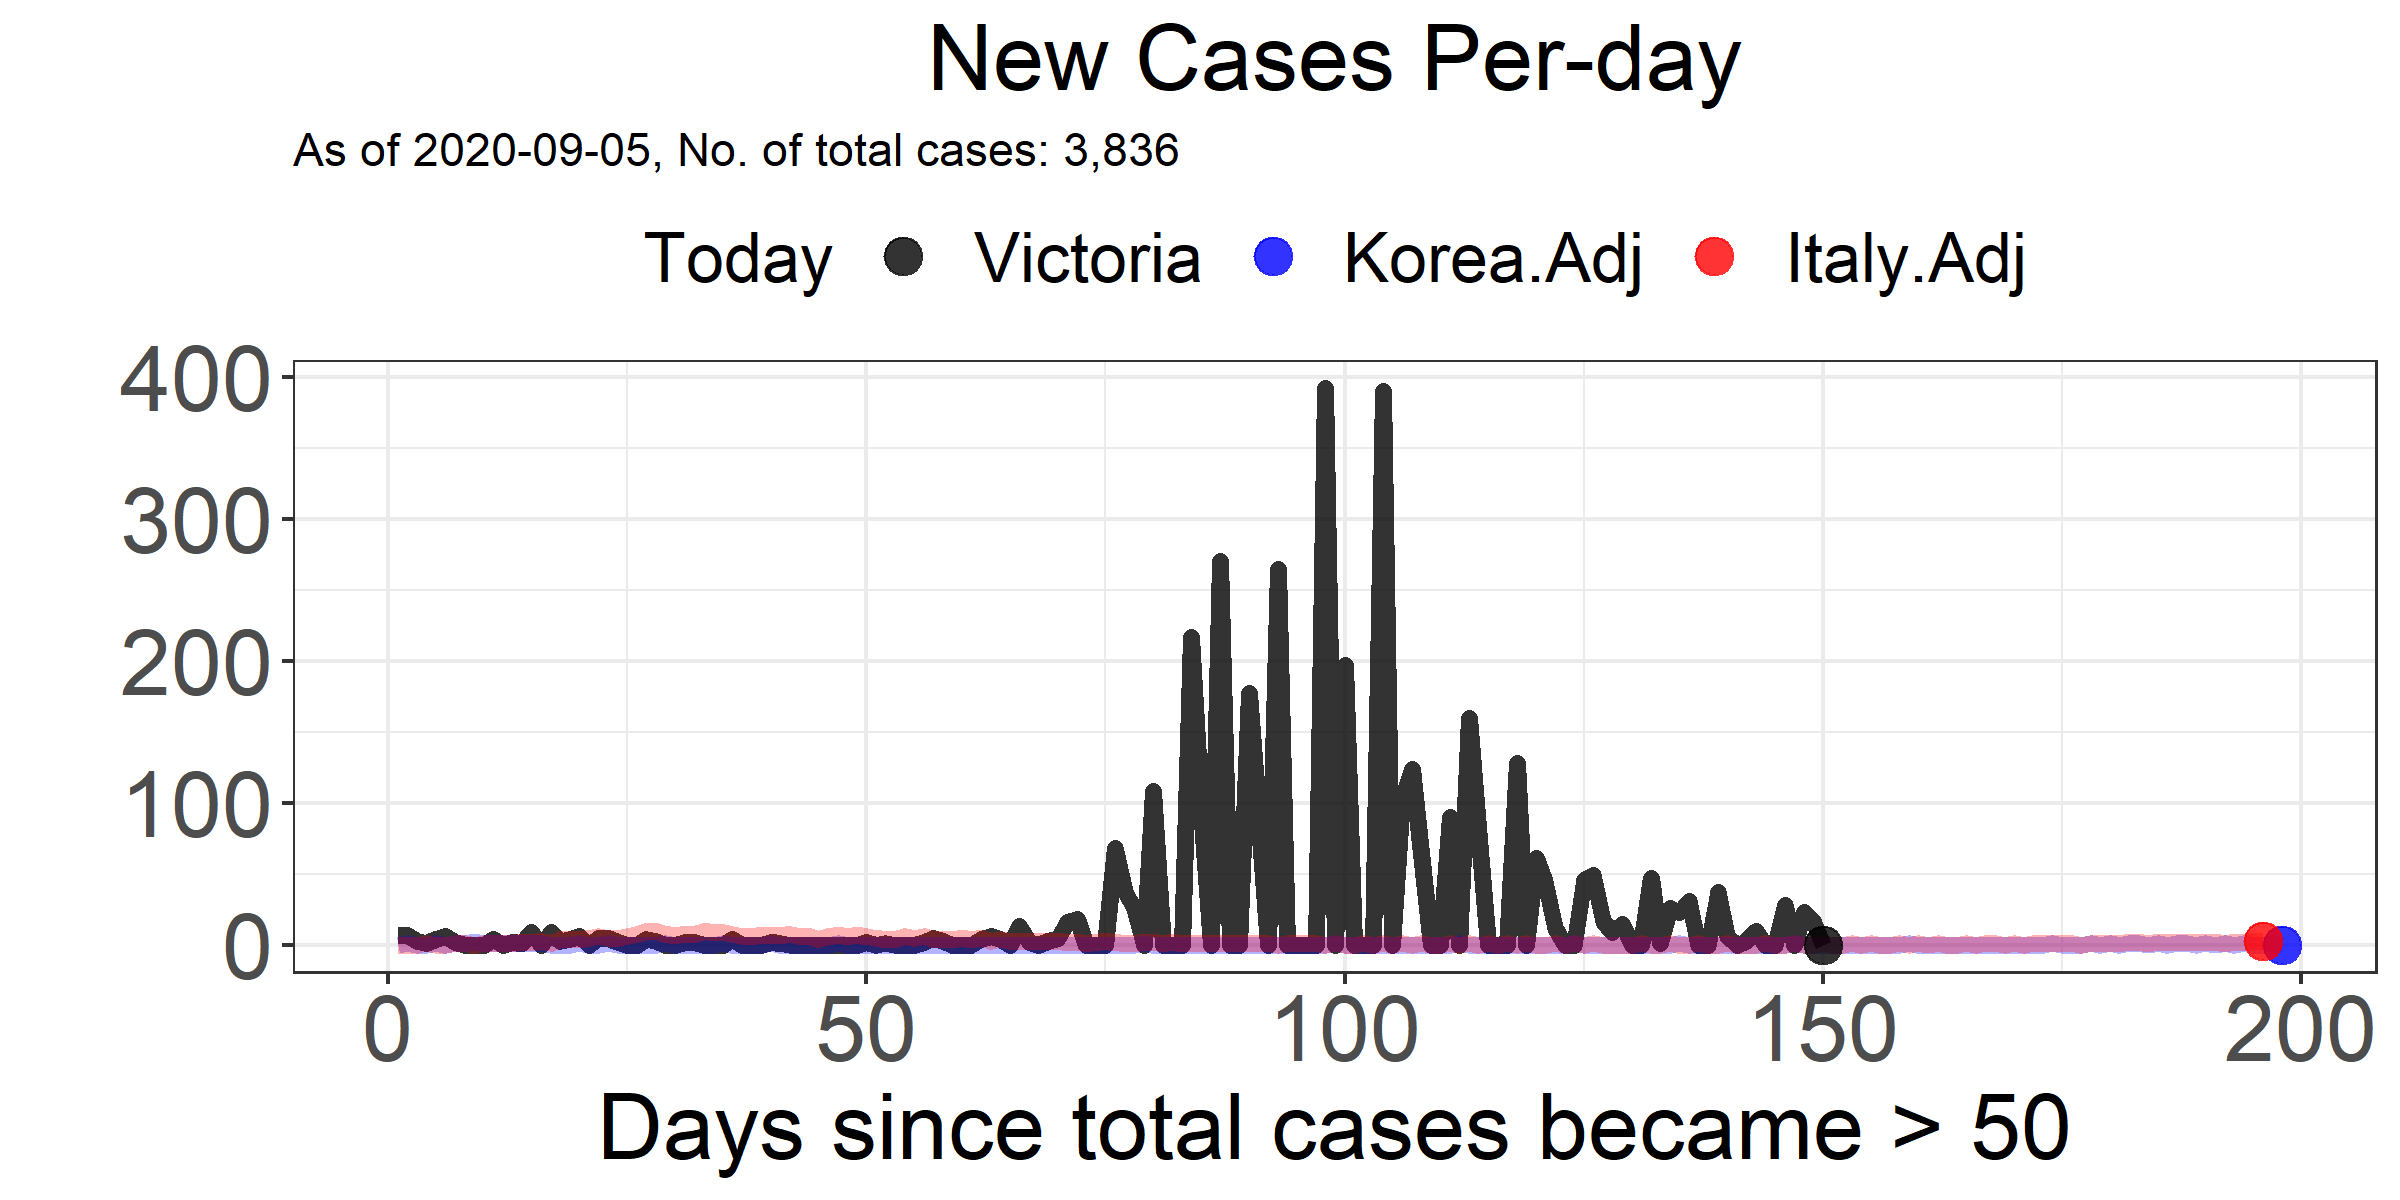 New Cases Per-day
As of 2020-09-05, No. of total cases: 3,836
Today Victoria Korea.Adj Italy.Adj
400
300
200
100
0
0 50 100 150 200
Days since total cases became > 50